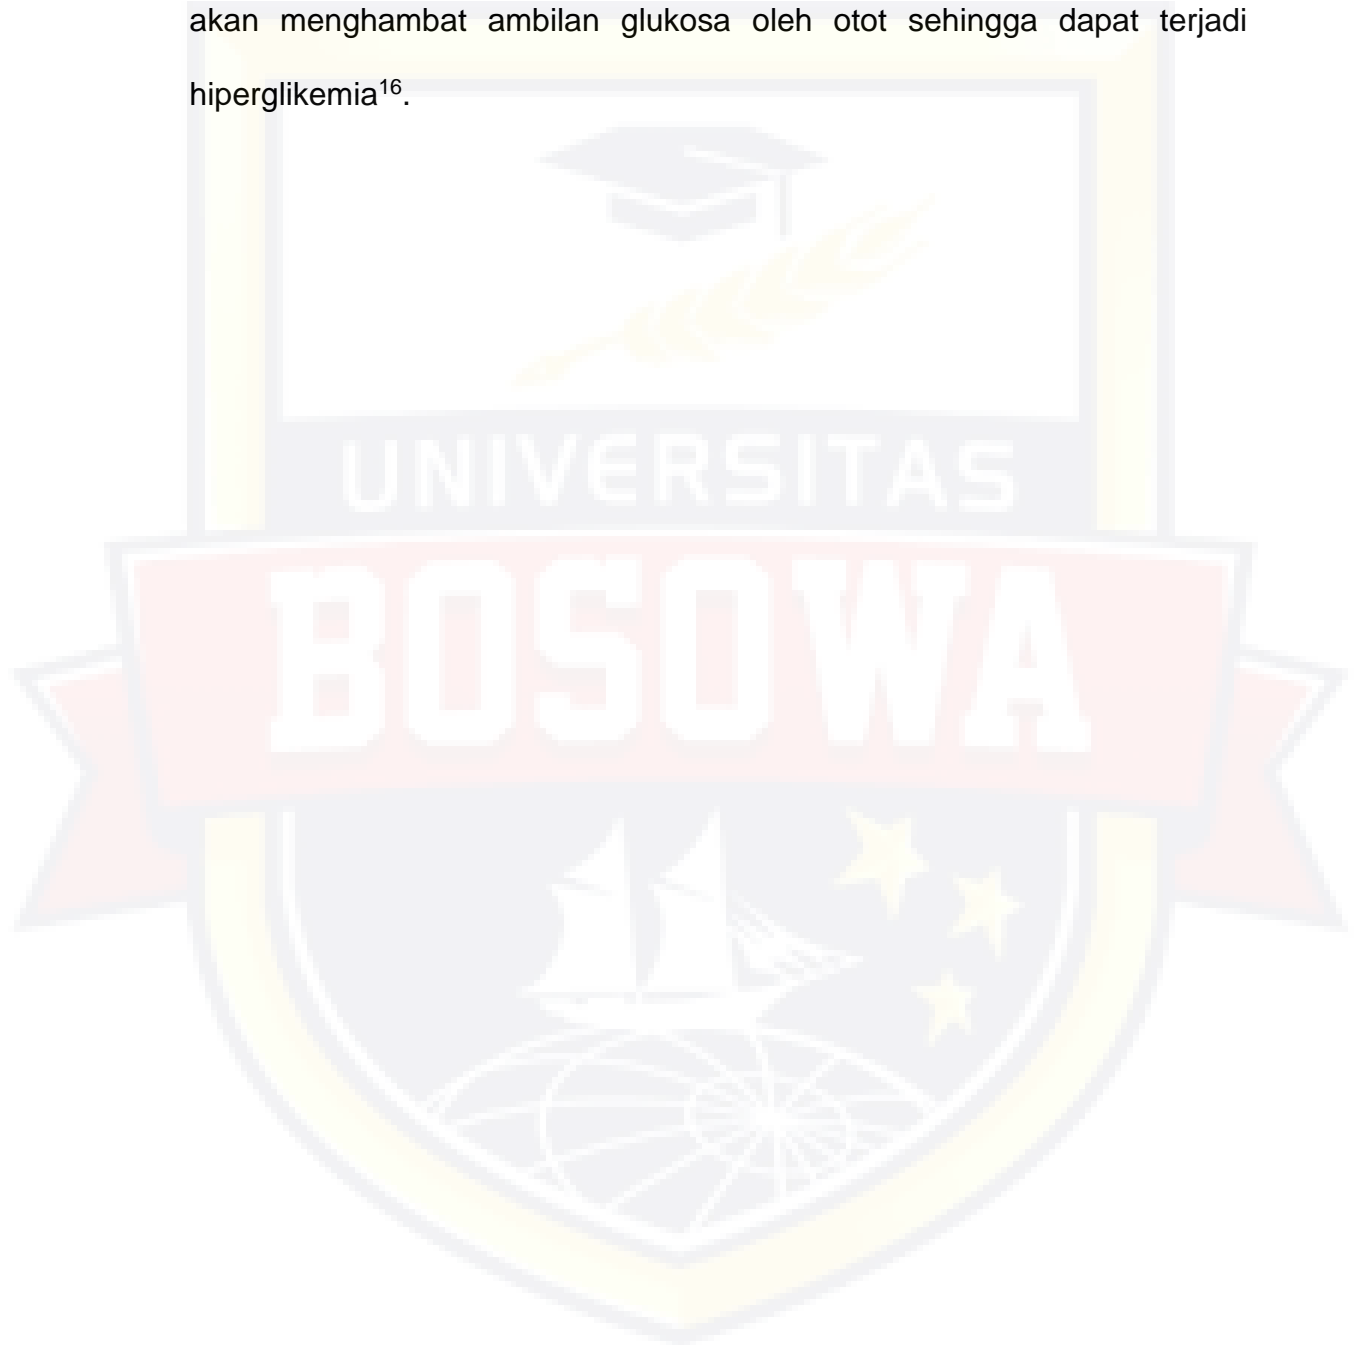 akan menghambat ambilan glukosa oleh otot sehingga dapat terjadi
hiperglikemia¹⁶.
UNIVERSITAS
BOSOWA